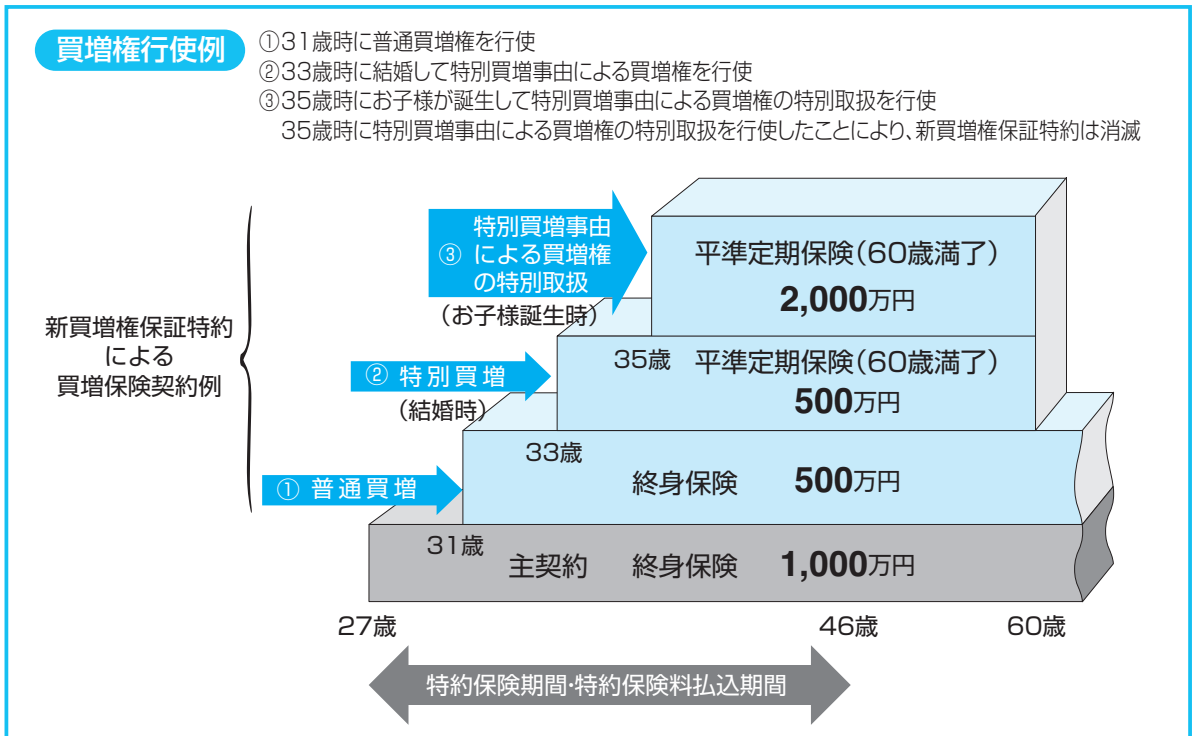 買増権行使例
①31歳時に普通買増権を行使
②33歳時に結婚して特別買増事由による買増権を行使
③35歳時にお子様が誕生して特別買増事由による買増権の特別取扱を行使
35歳時に特別買増事由による買増権の特別取扱を行使したことにより、新買増権保証特約は消滅
新買増権保証特約
による
買増保険契約例
特別買増事由
③ による買増権
の特別取扱
(お子様誕生時)
平準定期保険(60歳満了)
2,000万円
② 特別買増
(結婚時)
35歳 平準定期保険(60歳満了)
500万円
① 普通買増
33歳
終身保険 500万円
31歳
主契約 終身保険 1,000万円
27歳 46歳 60歳
特約保険期間・特約保険料払込期間